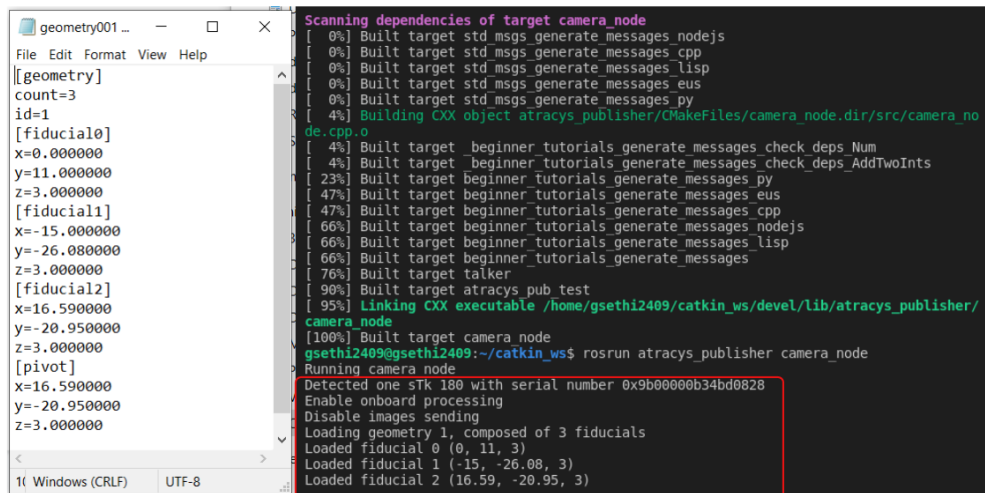 geometry001 ...
File Edit Format View Help
[geometry]
count=3
id=1
[fiducial0]
x=0.000000
y=11.000000
z=3.000000
[fiducial1]
x=-15.000000
y=-26.080000
z=3.000000
[fiducial2]
x=16.590000
y=-20.950000
z=3.000000
[pivot]
x=16.590000
y=-20.950000
z=3.000000
Windows (CRLF) UTF-8
Scanning dependencies of target camera_node
[  0%] Built target std_msgs_generate_messages_nodejs
[  0%] Built target std_msgs_generate_messages_cpp
[  0%] Built target std_msgs_generate_messages_lisp
[  0%] Built target std_msgs_generate_messages_eus
[  0%] Built target std_msgs_generate_messages_py
[  4%] Building CXX object atracys_publisher/CMakeFiles/camera_node.dir/src/camera_no
de.cpp.o
[  4%] Built target _beginner_tutorials_generate_messages_check_deps_Num
[  4%] Built target _beginner_tutorials_generate_messages_check_deps_AddTwoInts
[ 23%] Built target beginner_tutorials_generate_messages_py
[ 47%] Built target beginner_tutorials_generate_messages_eus
[ 47%] Built target beginner_tutorials_generate_messages_cpp
[ 66%] Built target beginner_tutorials_generate_messages_nodejs
[ 66%] Built target beginner_tutorials_generate_messages_lisp
[ 66%] Built target beginner_tutorials_generate_messages
[ 76%] Built target talker
[ 90%] Built target atracys_pub_test
[ 95%] Linking CXX executable /home/gsethi2409/catkin_ws/devel/lib/atracys_publisher/
camera_node
[100%] Built target camera_node
gsethi2409@gsethi2409:~/catkin_ws$ rosrun atracys_publisher camera_node
Running camera node
Detected one sTk 180 with serial number 0x9b00000b34bd0828
Enable onboard processing
Disable images sending
Loading geometry 1, composed of 3 fiducials
Loaded fiducial 0 (0, 11, 3)
Loaded fiducial 1 (-15, -26.08, 3)
Loaded fiducial 2 (16.59, -20.95, 3)